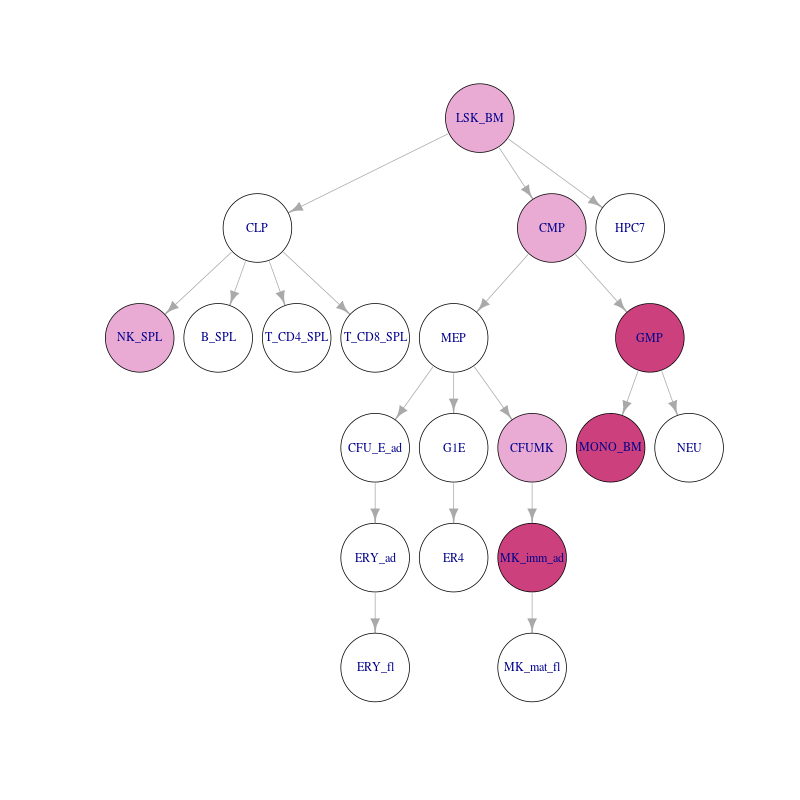 LSK_BM
CLP
CMP
HPC7
NK_SPL
B_SPL
T_CD4_SPL
T_CD8_SPL
MEP
GMP
CFU_E_ad
G1E
CFUMK
MONO_BM
NEU
ERY_ad
ER4
MK_imm_ad
ERY_fl
MK_mat_fl